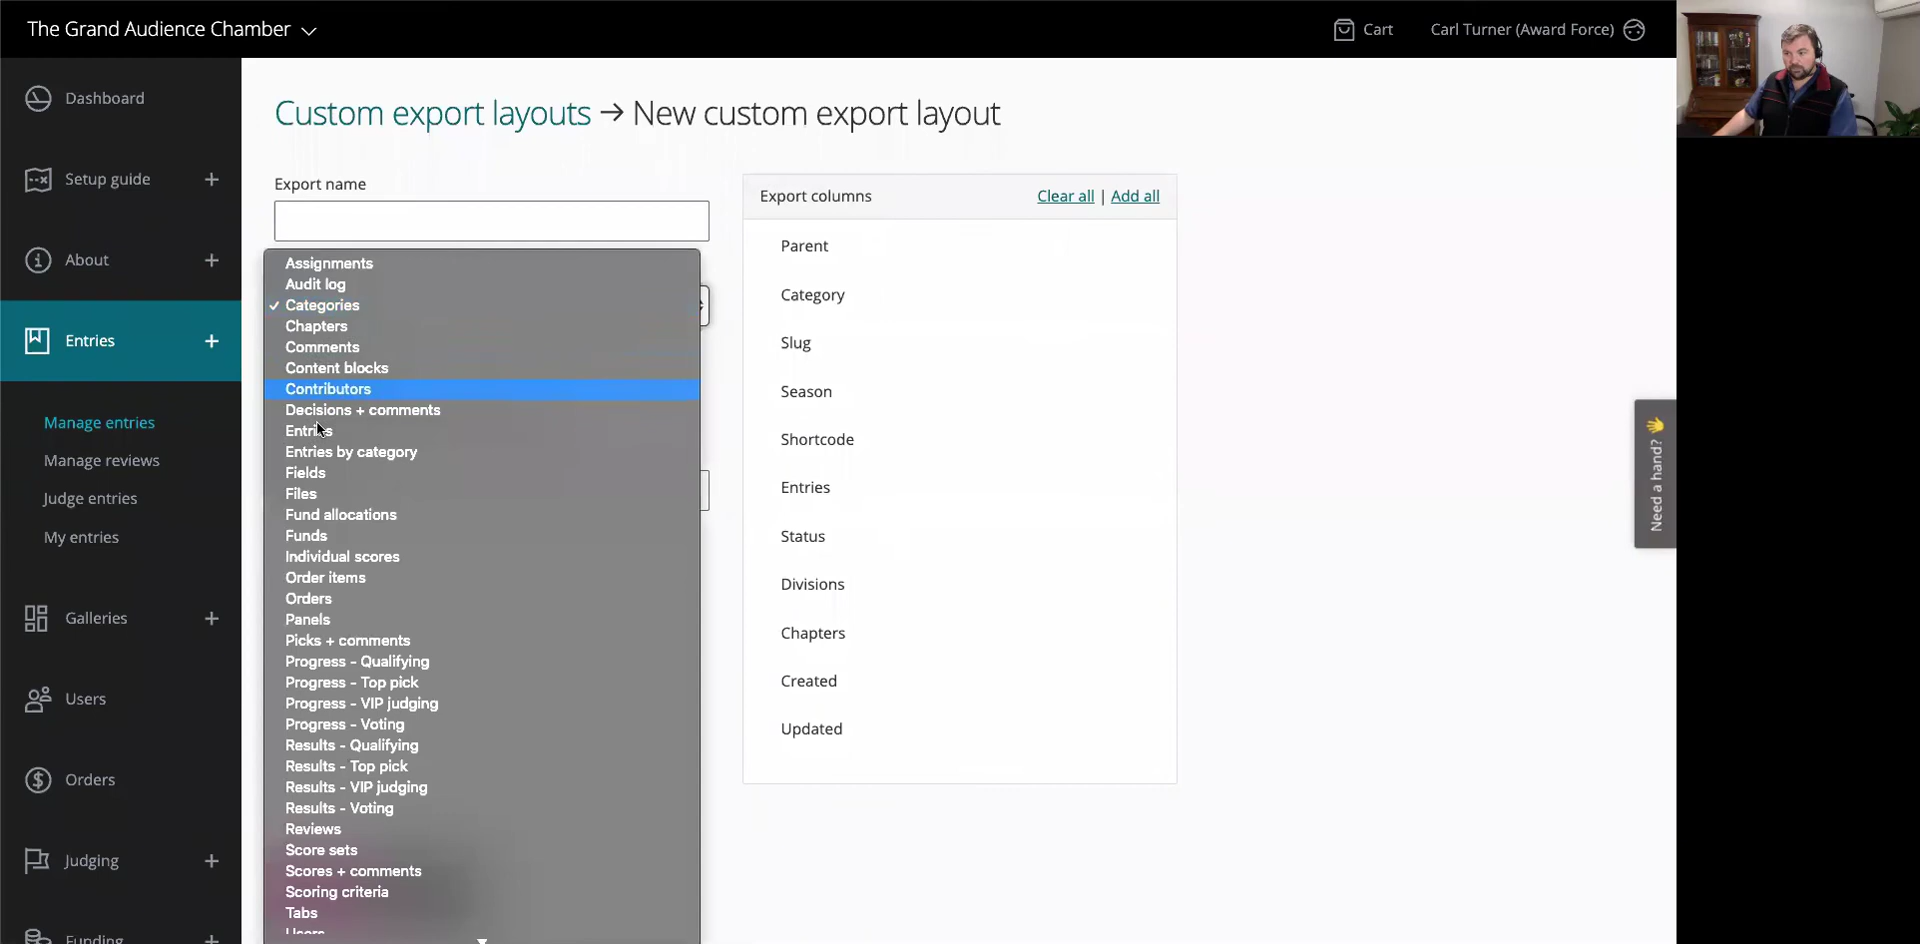 The Grand Audience Chamber
Cart
Carl Turner (Award Force)
Dashboard
Setup guide
About
Entries
Manage entries
Manage reviews
Judge entries
My entries
Galleries
Users
Orders
Judging
Funding
Custom export layouts → New custom export layout
Export name
Assignments
Audit log
✓ Categories
Chapters
Comments
Content blocks
Contributors
Decisions + comments
Entries
Entries by category
Fields
Files
Fund allocations
Funds
Individual scores
Order items
Orders
Panels
Picks + comments
Progress - Qualifying
Progress - Top pick
Progress - VIP judging
Progress - Voting
Results - Qualifying
Results - Top pick
Results - VIP judging
Results - Voting
Reviews
Score sets
Scores + comments
Scoring criteria
Tabs
Users
Export columns
Clear all | Add all
Parent
Category
Slug
Season
Shortcode
Entries
Status
Divisions
Chapters
Created
Updated
Need a hand? 👋